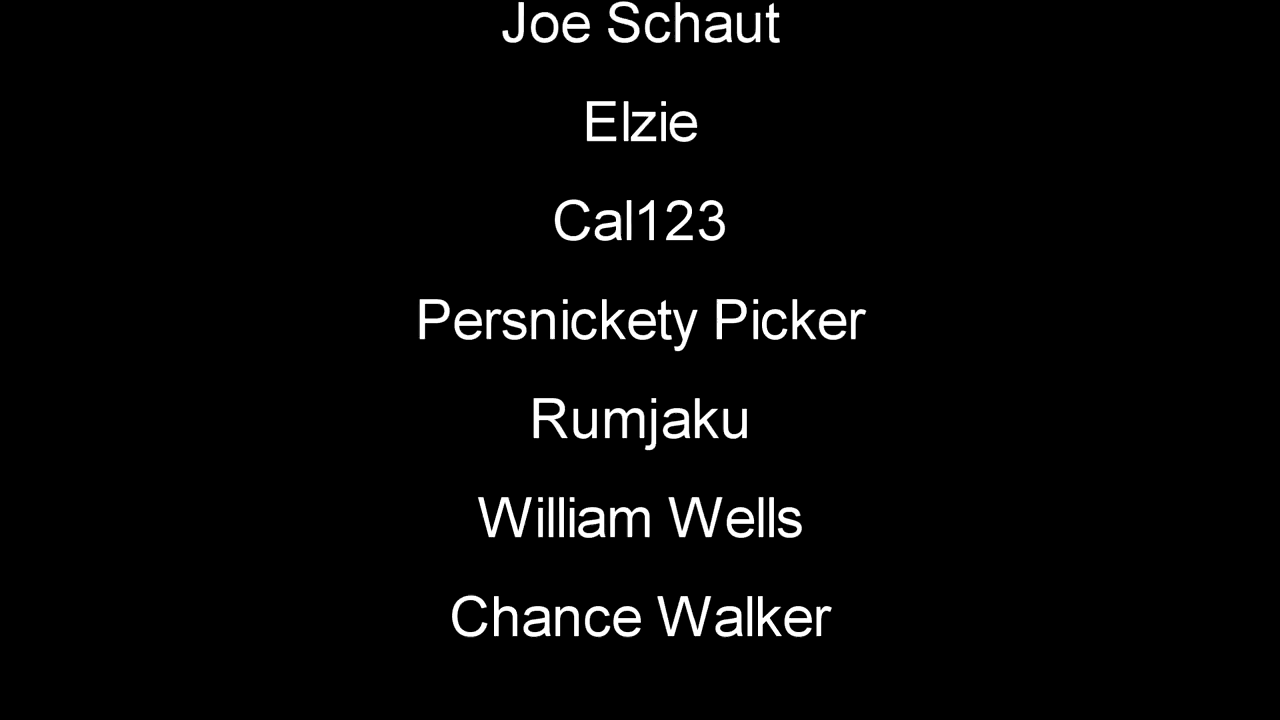 Joe Schaut
Elzie
Cal123
Persnickety Picker
Rumjaku
William Wells
Chance Walker